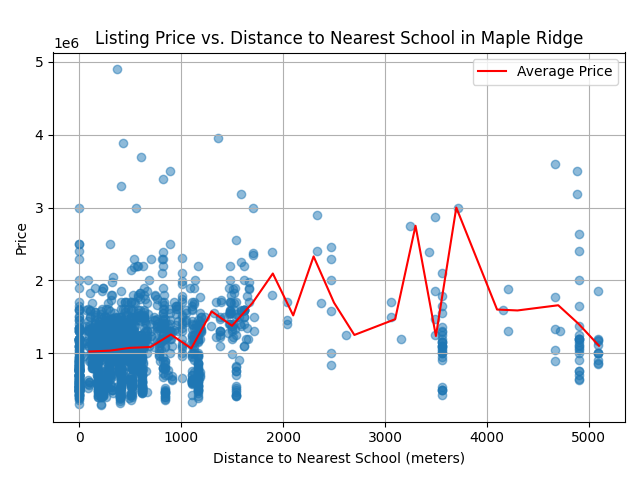 Listing Price vs. Distance to Nearest School in Maple Ridge
1e6
Average Price
5
4
3
2
1
Price
0 1000 2000 3000 4000 5000
Distance to Nearest School (meters)